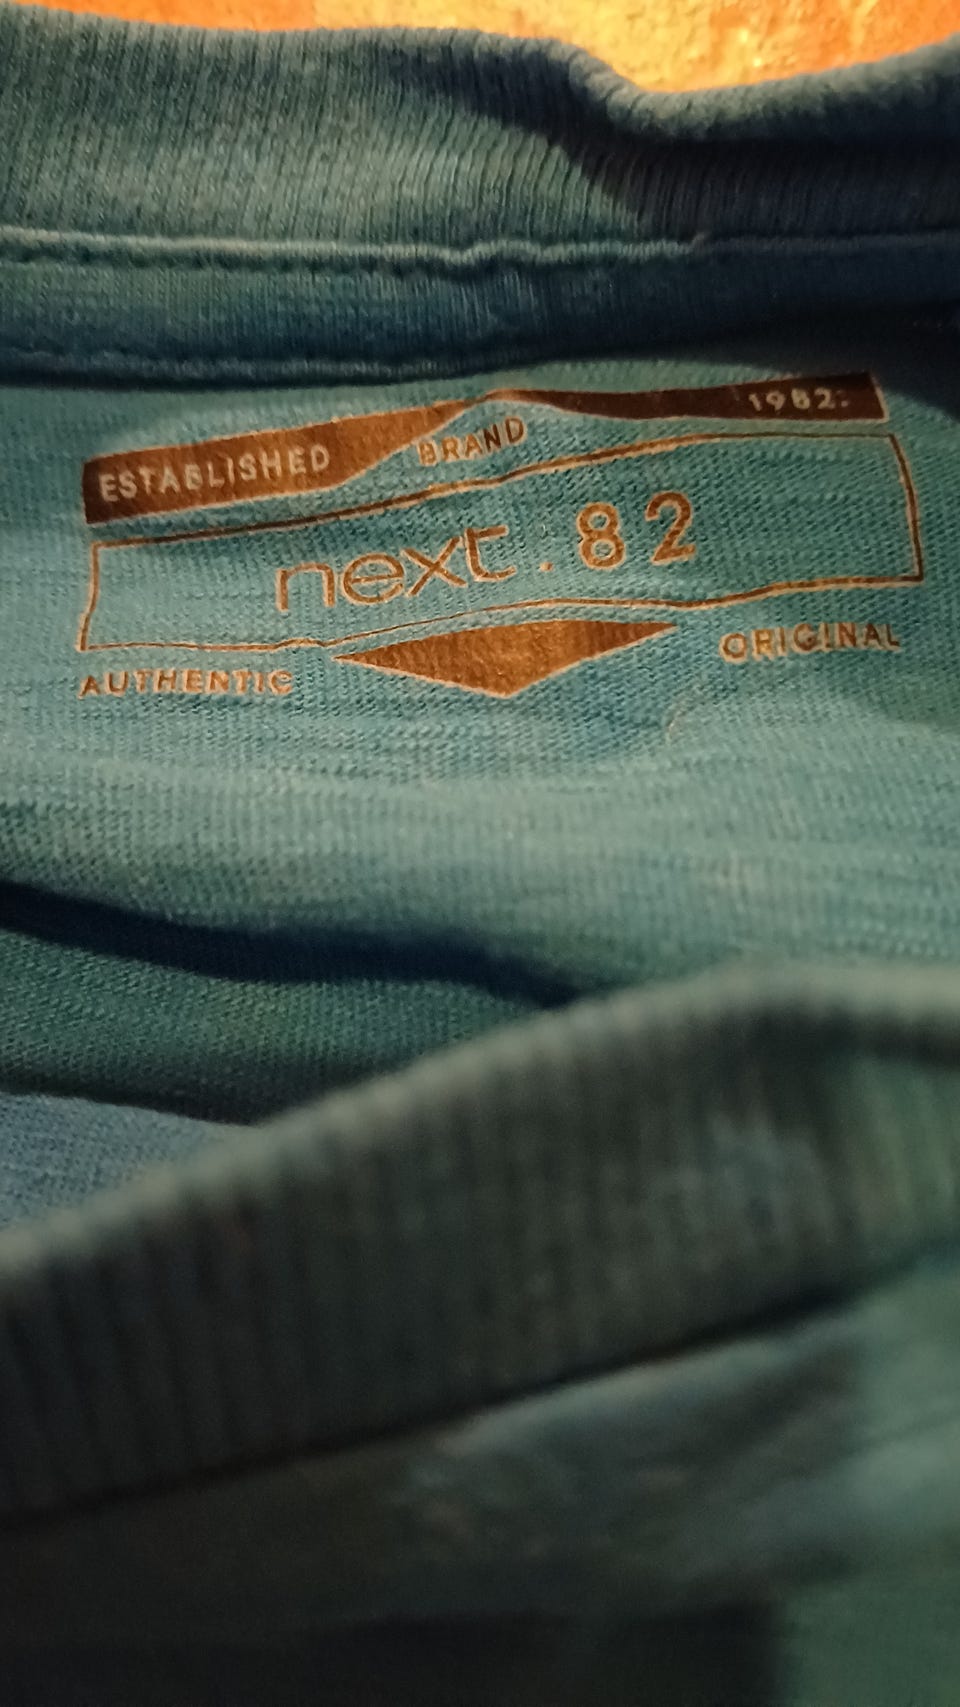 ESTABLISHED 1982.
BRAND
next.82
AUTHENTIC ORIGINAL